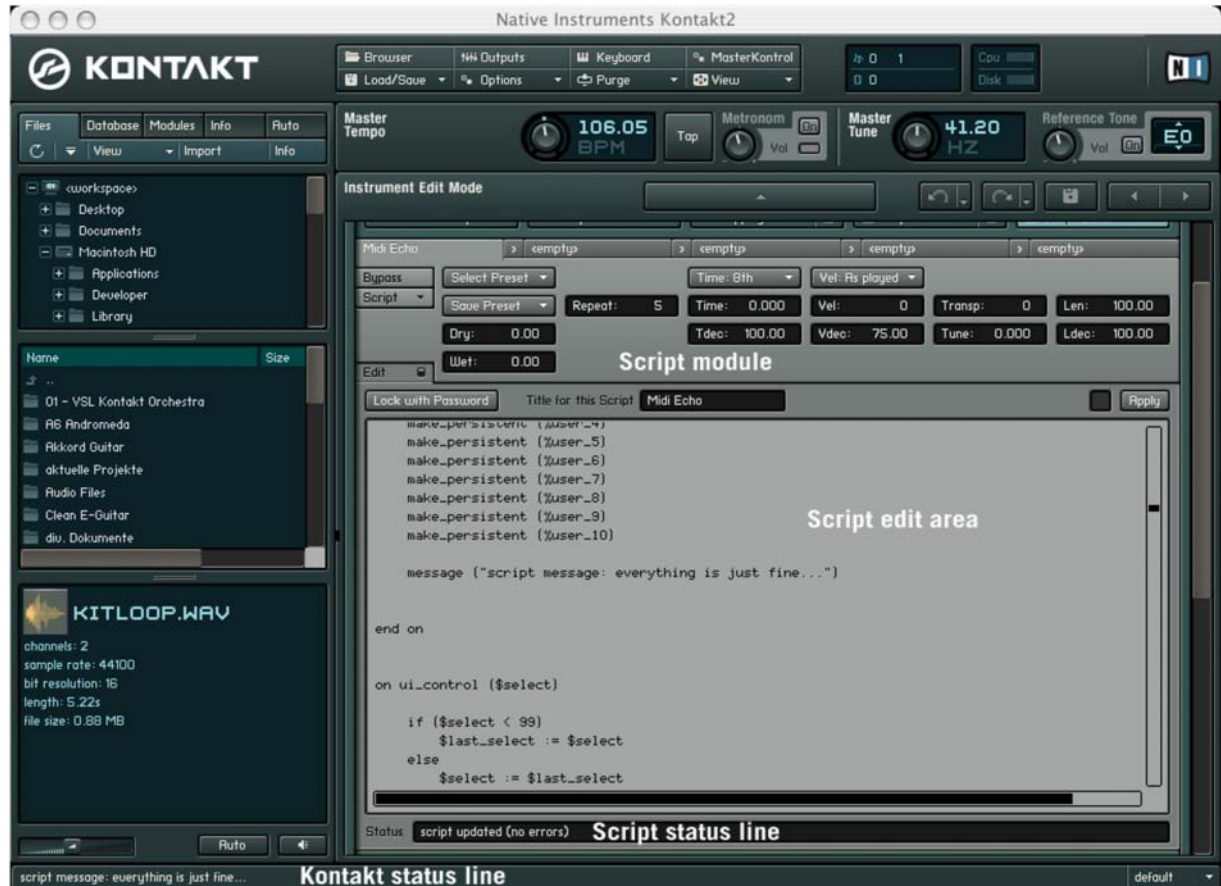 Native Instruments Kontakt2
KONTAKT
Browser Outputs Keyboard MasterKontrol
Load/Save Options Purge View
0 1
0 0
Cpu
Disk
NI
Files Database Modules Info Auto
View Import Info
Master Tempo
106.05
BPM
Tap
Metronom
On
Vol
Master Tune
41.20
HZ
Reference Tone
Vol On
E0
<workspace>
Desktop
Documents
Macintosh HD
Applications
Developer
Library
Instrument Edit Mode
Midi Echo > <empty> > <empty> > <empty> > <empty>
Bypass Select Preset Time: 8th Vel: As played
Script Save Preset Repeat: 5 Time: 0.000 Vel: 0 Transp: 0 Len: 100.00
Dry: 0.00 Tdec: 100.00 Vdec: 75.00 Tune: 0.000 Ldec: 100.00
Wet: 0.00
Script module
Edit
Name Size
..
01 - VSL Kontakt Orchestra
A6 Andromeda
Akkord Guitar
aktuelle Projekte
Audio Files
Clean E-Guitar
div. Dokumente
Lock with Password Title for this Script Midi Echo Apply
make_persistent (%user_4)
make_persistent (%user_5)
make_persistent (%user_6)
make_persistent (%user_7)
make_persistent (%user_8)
make_persistent (%user_9)
make_persistent (%user_10)
Script edit area
message ("script message: everything is just fine...")
end on
on ui_control ($select)
if ($select < 99)
$last_select := $select
else
$select := $last_select
KITLOOP.WAV
channels: 2
sample rate: 44100
bit resolution: 16
length: 5.22s
file size: 0.88 MB
Auto
Status script updated (no errors) Script status line
script message: everything is just fine... Kontakt status line default